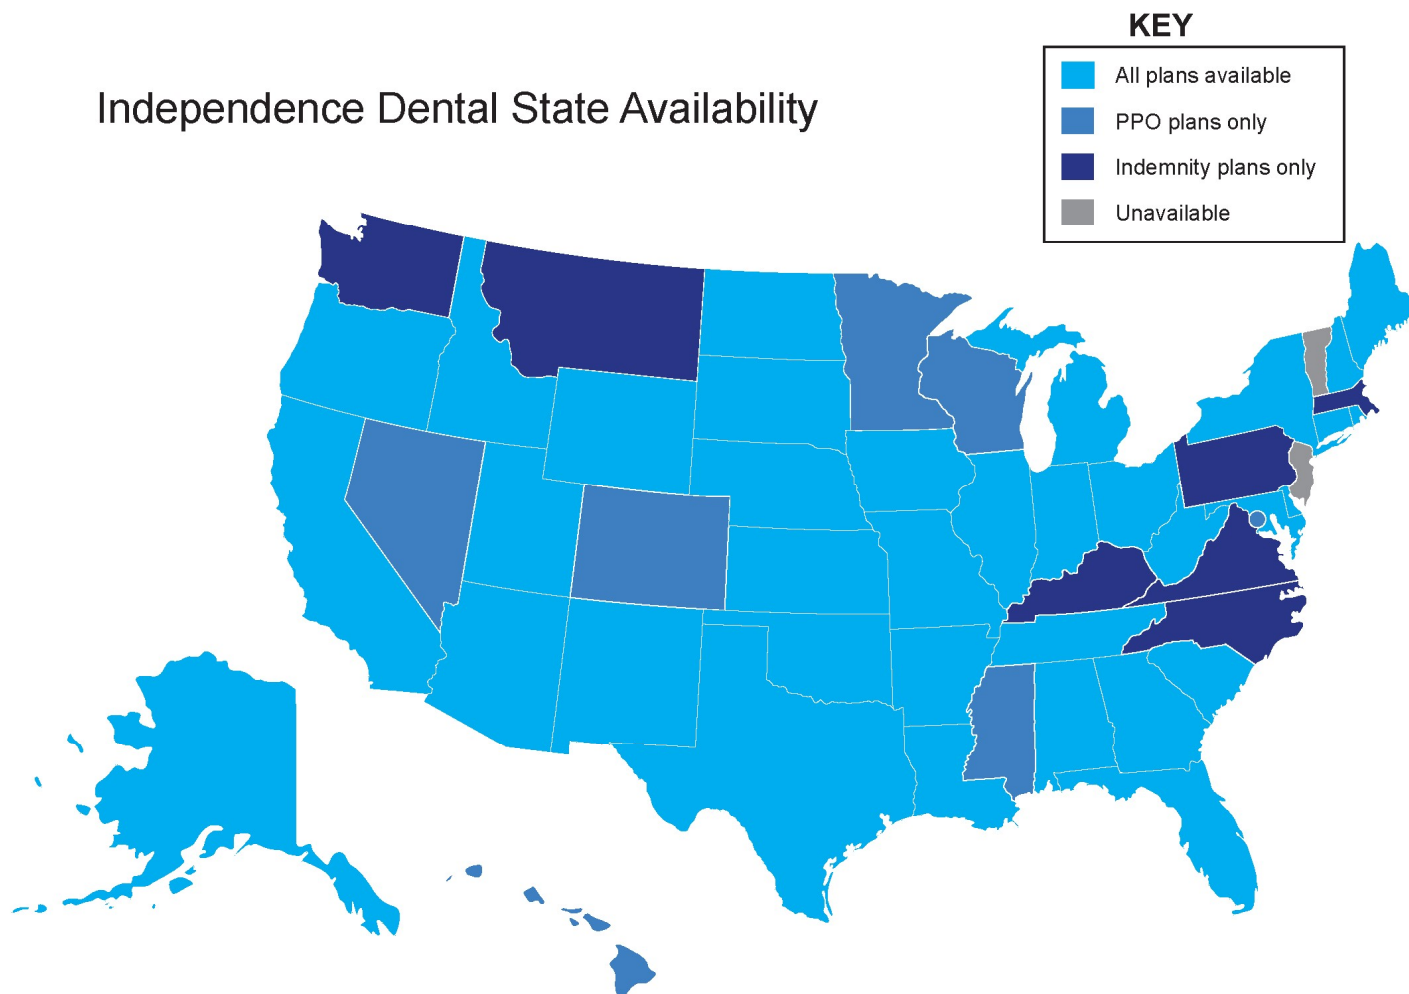 KEY
Independence Dental State Availability
All plans available
PPO plans only
Indemnity plans only
Unavailable